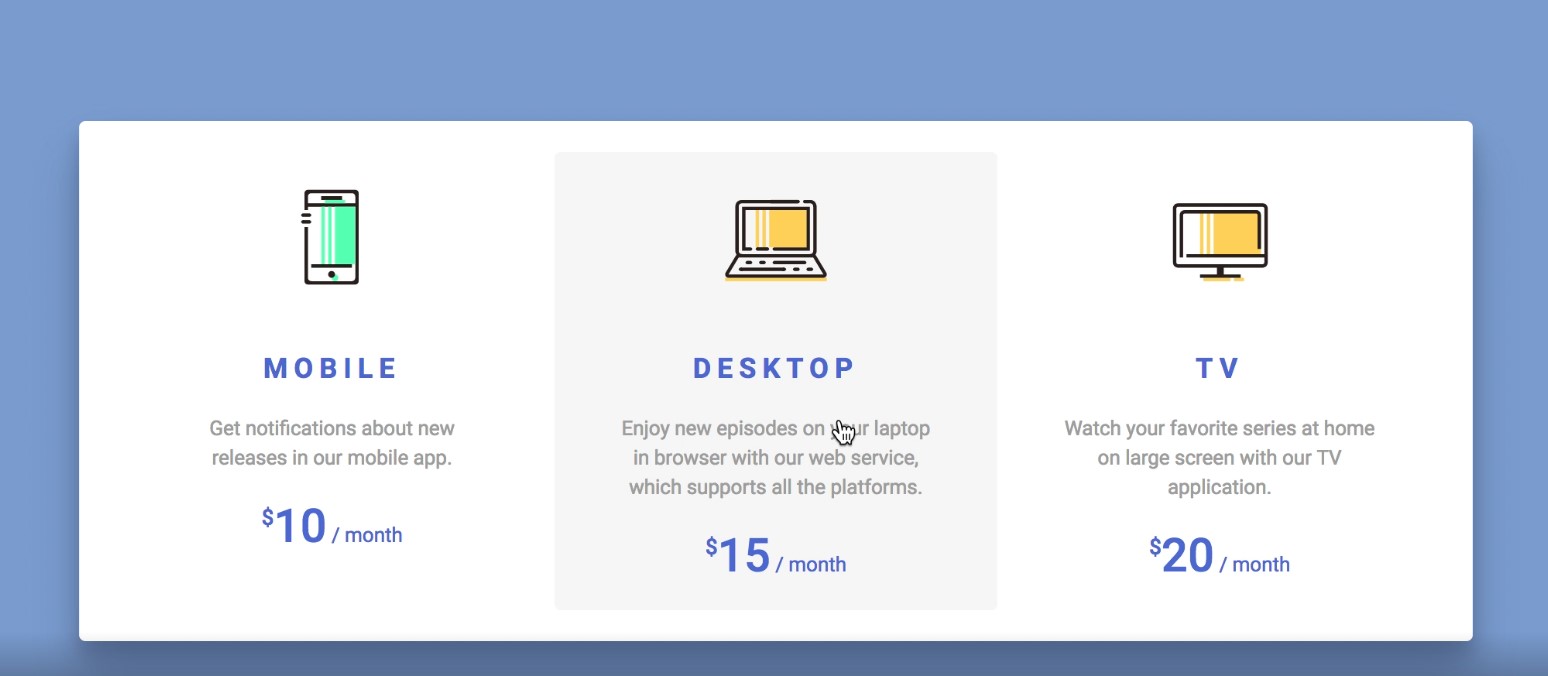 MOBILE
Get notifications about new
releases in our mobile app.
$10 / month
DESKTOP
Enjoy new episodes on laptop
in browser with our web service,
which supports all the platforms.
$15 / month
TV
Watch your favorite series at home
on large screen with our TV
application.
$20 / month